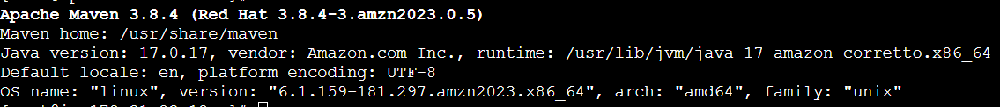 Apache Maven 3.8.4 (Red Hat 3.8.4-3.amzn2023.0.5)
Maven home: /usr/share/maven
Java version: 17.0.17, vendor: Amazon.com Inc., runtime: /usr/lib/jvm/java-17-amazon-corretto.x86_64
Default locale: en, platform encoding: UTF-8
OS name: "linux", version: "6.1.159-181.297.amzn2023.x86_64", arch: "amd64", family: "unix"